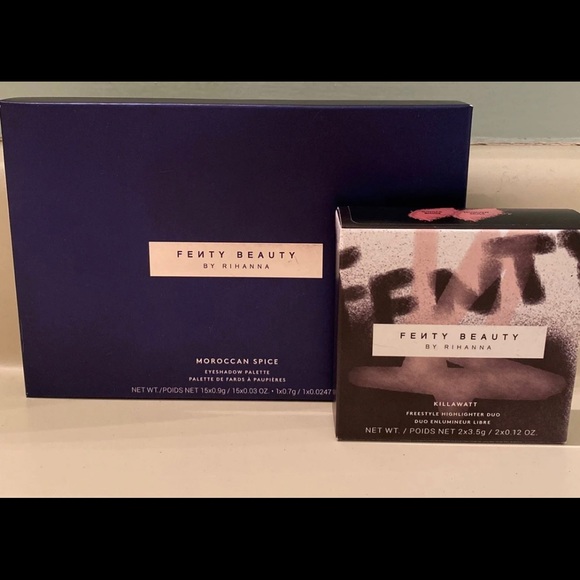 FEИTY BEAUTY
BY RIHANNA
MOROCCAN SPICE
EYESHADOW PALETTE
PALETTE DE FARDS À PAUPIÈRES
NET WT./POIDS NET 15x0.9g / 15x0.03 OZ. • 1x0.7g / 1x0.0247
FENTY
FEИTY BEAUTY
BY RIHANNA
KILLAWATT
FREESTYLE HIGHLIGHTER DUO
DUO ENLUMINEUR LIBRE
NET WT. / POIDS NET 2x3.5g / 2x0.12 OZ.